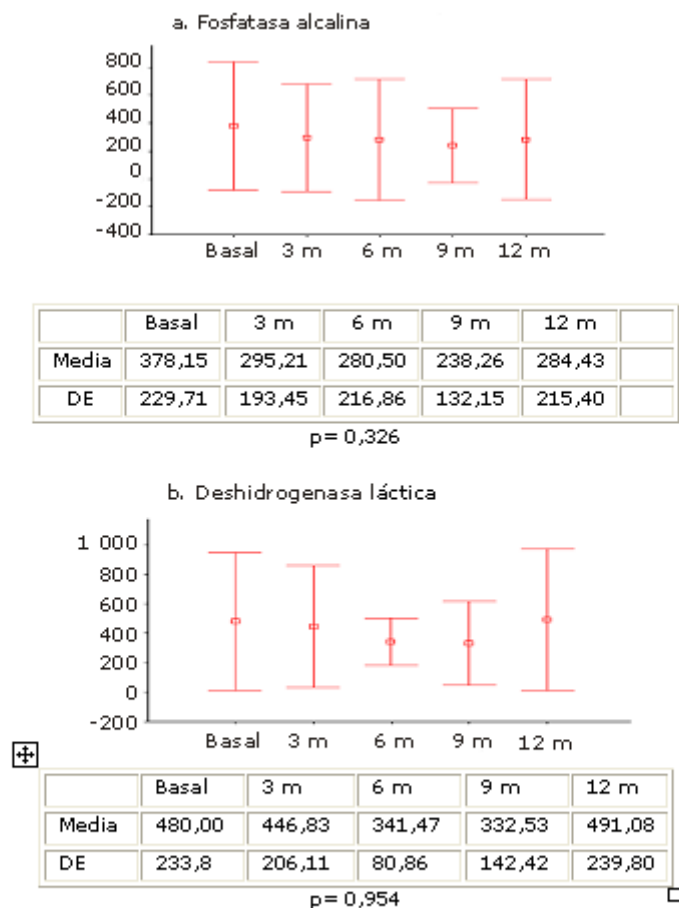 a. Fosfatasa alcalina
800
600
400
200
0
-200
-400
Basal 3 m 6 m 9 m 12 m
Basal 3 m 6 m 9 m 12 m
Media 378,15 295,21 280,50 238,26 284,43
DE 229,71 193,45 216,86 132,15 215,40
p= 0,326
b. Deshidrogenasa láctica
1 000
800
600
400
200
0
-200
Basal 3 m 6 m 9 m 12 m
Basal 3 m 6 m 9 m 12 m
Media 480,00 446,83 341,47 332,53 491,08
DE 233,8 206,11 80,86 142,42 239,80
p= 0,954